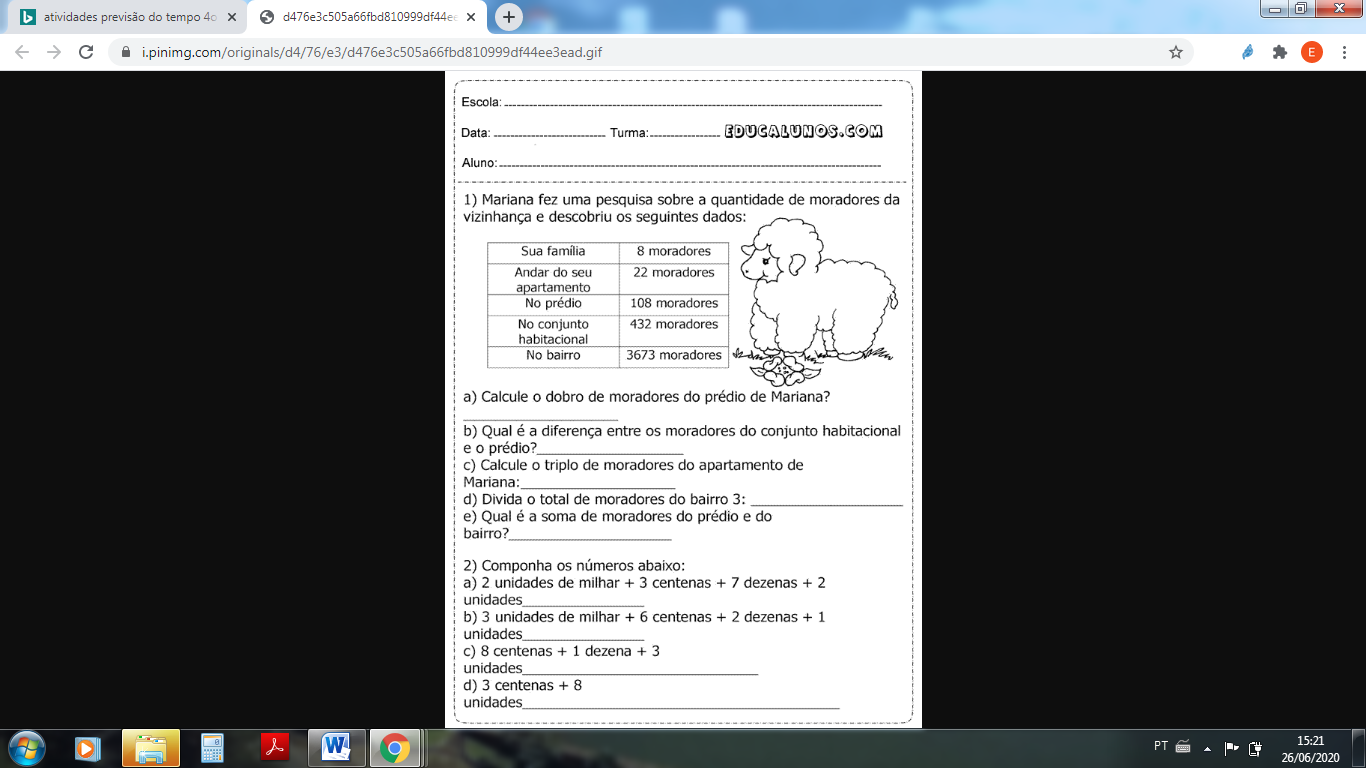 atividades previsão do tempo 4o
d476e3c505a66fbd810999df44ee
i.pinimg.com/originals/d4/76/e3/d476e3c505a66fbd810999df44ee3ead.gif
E
Escola:
Data: Turma: EDUCALUNOS.COM
Aluno:
1) Mariana fez uma pesquisa sobre a quantidade de moradores da
vizinhança e descobriu os seguintes dados:
Sua família 8 moradores
Andar do seu 22 moradores
apartamento
No prédio 108 moradores
No conjunto 432 moradores
habitacional
No bairro 3673 moradores
a) Calcule o dobro de moradores do prédio de Mariana?
b) Qual é a diferença entre os moradores do conjunto habitacional
e o prédio?
c) Calcule o triplo de moradores do apartamento de
Mariana:
d) Divida o total de moradores do bairro 3:
e) Qual é a soma de moradores do prédio e do
bairro?
2) Componha os números abaixo:
a) 2 unidades de milhar + 3 centenas + 7 dezenas + 2
unidades
b) 3 unidades de milhar + 6 centenas + 2 dezenas + 1
unidades
c) 8 centenas + 1 dezena + 3
unidades
d) 3 centenas + 8
unidades
PT
15:21
26/06/2020